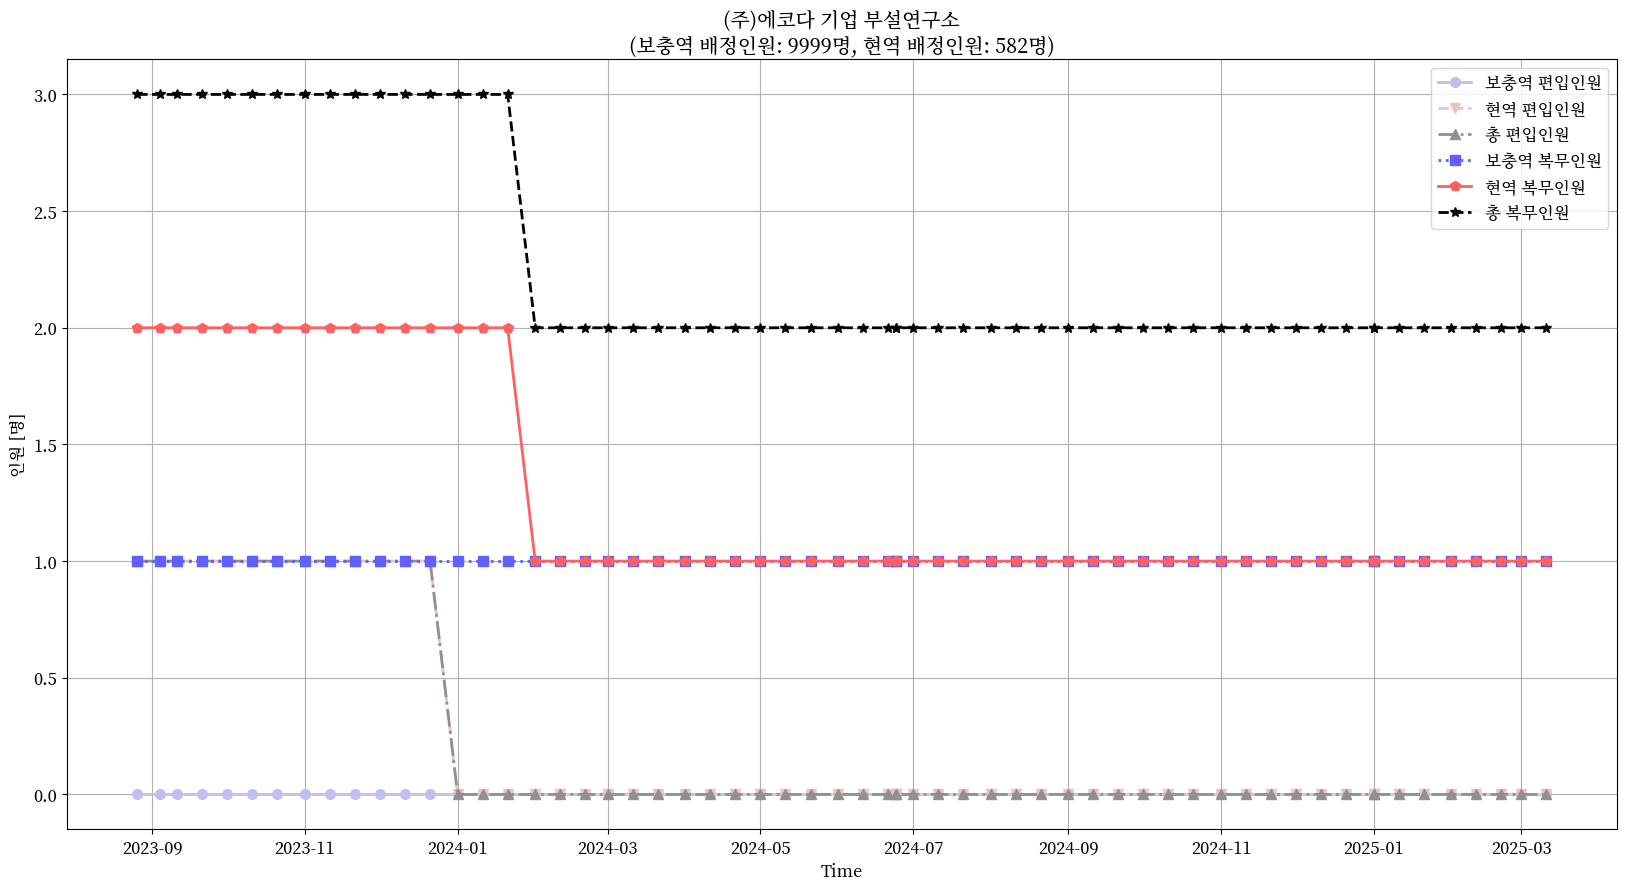 (주)에코다 기업 부설연구소
(보충역 배정인원: 9999명, 현역 배정인원: 582명)
보충역 편입인원
현역 편입인원
총 편입인원
보충역 복무인원
현역 복무인원
총 복무인원
인원 [명]
3.0
2.5
2.0
1.5
1.0
0.5
0.0
2023-09
2023-11
2024-01
2024-03
2024-05
2024-07
2024-09
2024-11
2025-01
2025-03
Time